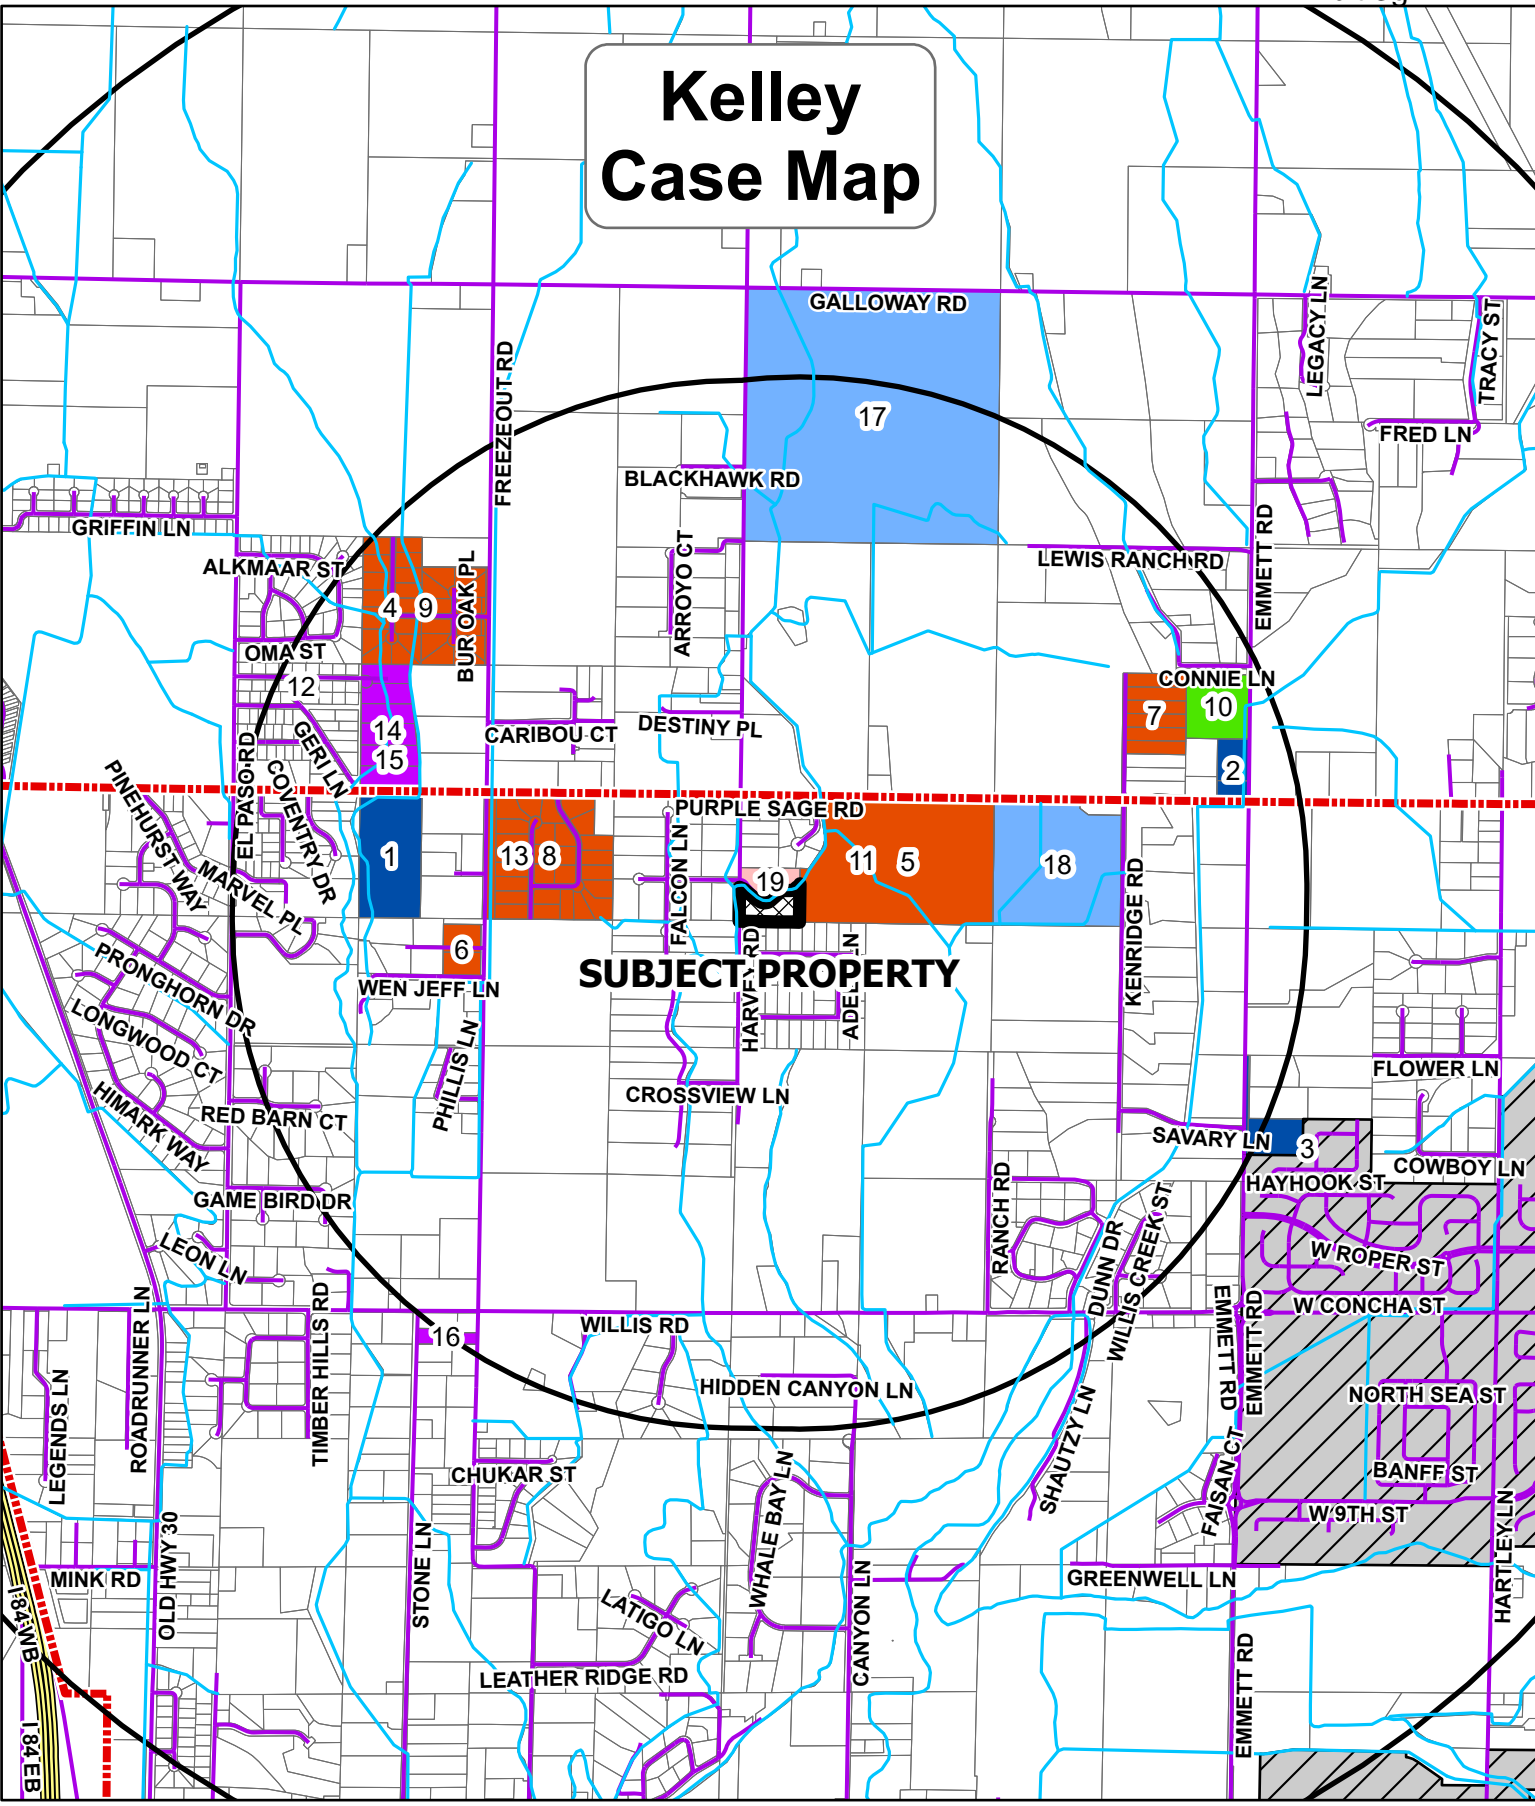 Kelley
Case Map
GALLOWAY RD
LEGACY LN
TRACY ST
FREEZEOUT RD
17
FRED LN
BLACKHAWK RD
GRIFFIN LN
EMMETT RD
ARROYO CT
LEWIS RANCH RD
ALKMAAR ST
BUR OAK PL
4
9
OMA ST
CONNIE LN
12
10
7
14
DESTINY PL
CARIBOU CT
GERI LN
15
2
EL PASO RD
PINEHURST WAY
COVENTRY DR
PURPLE SAGE RD
1
13
8
11
5
18
FALCON LN
19
KENRIDGE RD
MARVEL PL
6
HARVEY RD
ADEL LN
SUBJECT PROPERTY
PRONGHORN DR
WEN JEFF LN
LONGWOOD CT
PHILLIS LN
FLOWER LN
CROSSVIEW LN
HIMARK WAY
RED BARN CT
SAVARY LN
3
COWBOY LN
HAYHOOK ST
GAME BIRD DR
RANCH RD
DUNN DR
WILLIS CREEK ST
LEON LN
W ROPER ST
W CONCHA ST
EMMETT RD
EMMETT RD
ROADRUNNER LN
TIMBER HILLS RD
16
WILLIS RD
HIDDEN CANYON LN
NORTH SEA ST
LEGENDS LN
SHAUTZY LN
CHUKAR ST
WHALE BAY LN
FAISAN CT
BANFF ST
W 9TH ST
OLD HWY 30
STONE LN
CANYON LN
HARTLEY LN
MINK RD
GREENWELL LN
I 84 WB
LATIGO LN
LEATHER RIDGE RD
EMMETT RD
I 84 EB